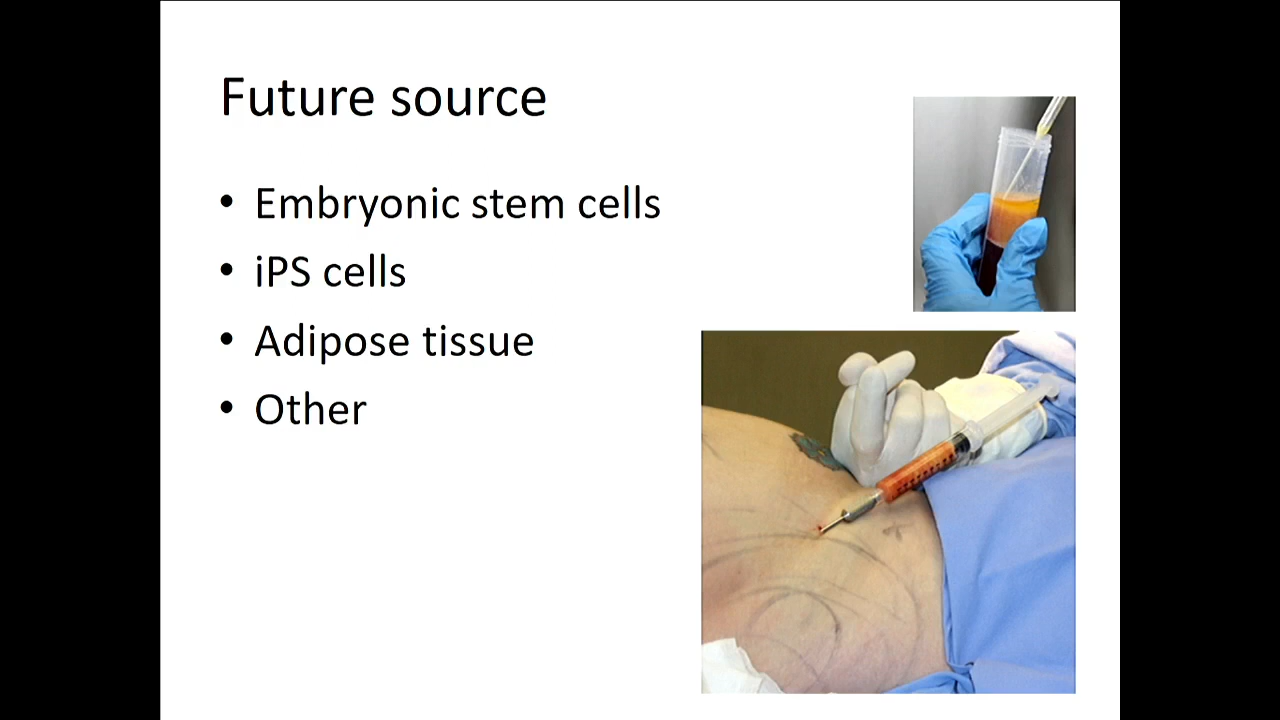 Future source
• Embryonic stem cells
• iPS cells
• Adipose tissue
• Other